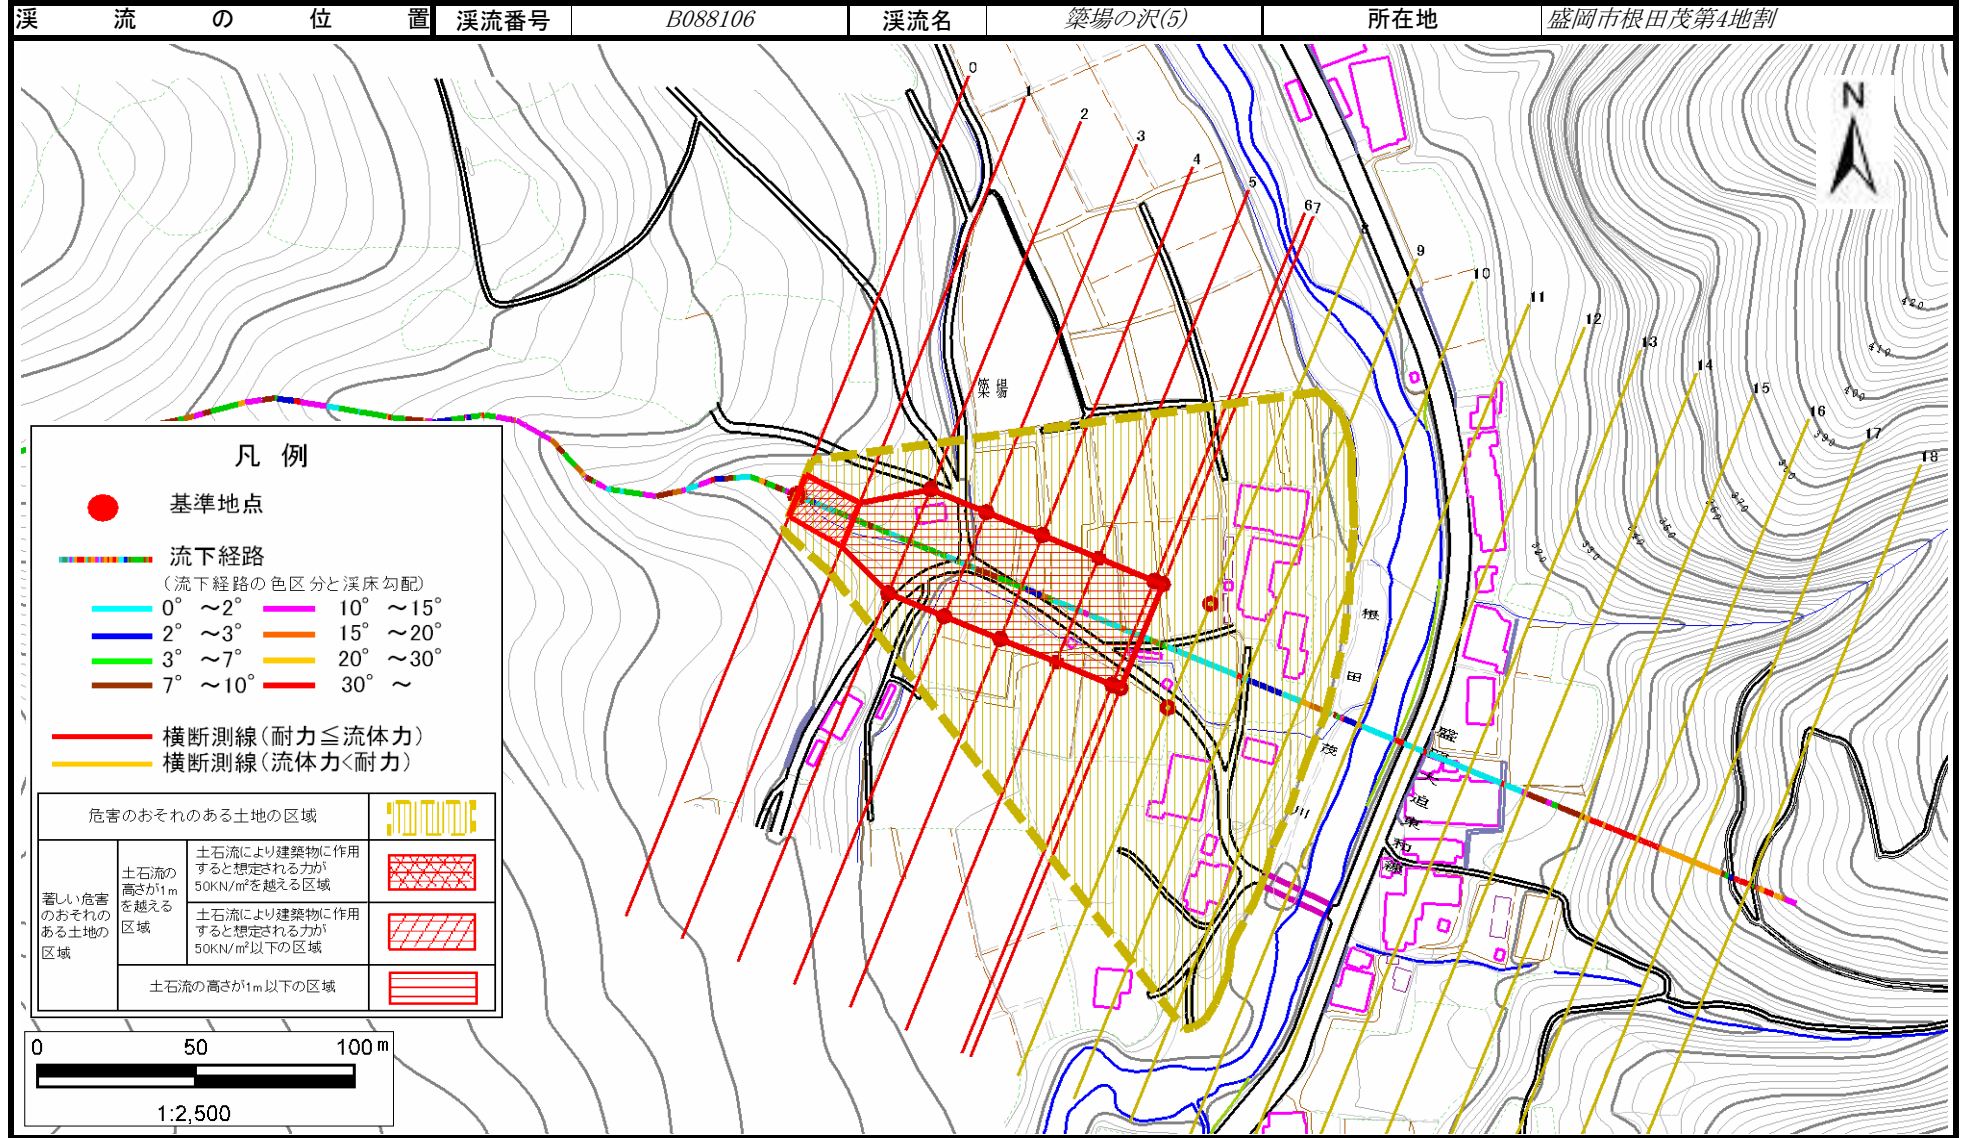 渓流の位置 渓流番号 B088106 渓流名 築場の沢(5) 所在地 盛岡市根田茂第4地割
N
0
1
2
3
4
5
6
7
8
9
10
11
12
13
14
15
16
17
18
築場
根田茂川
420
410
400
390
凡例
基準地点
流下経路
(流下経路の色区分と渓床勾配)
0° ～2° 10° ～15°
2° ～3° 15° ～20°
3° ～7° 20° ～30°
7° ～10° 30° ～
横断測線(耐力≦流体力)
横断測線(流体力<耐力)
危害のおそれのある土地の区域
著しい危害
のおそれの
ある土地の
区域
土石流の
高さが1m
を越える
区域
土石流により建築物に作用
すると想定される力が
50KN/㎡を越える区域
土石流により建築物に作用
すると想定される力が
50KN/㎡以下の区域
土石流の高さが1m以下の区域
0 50 100m
1:2,500